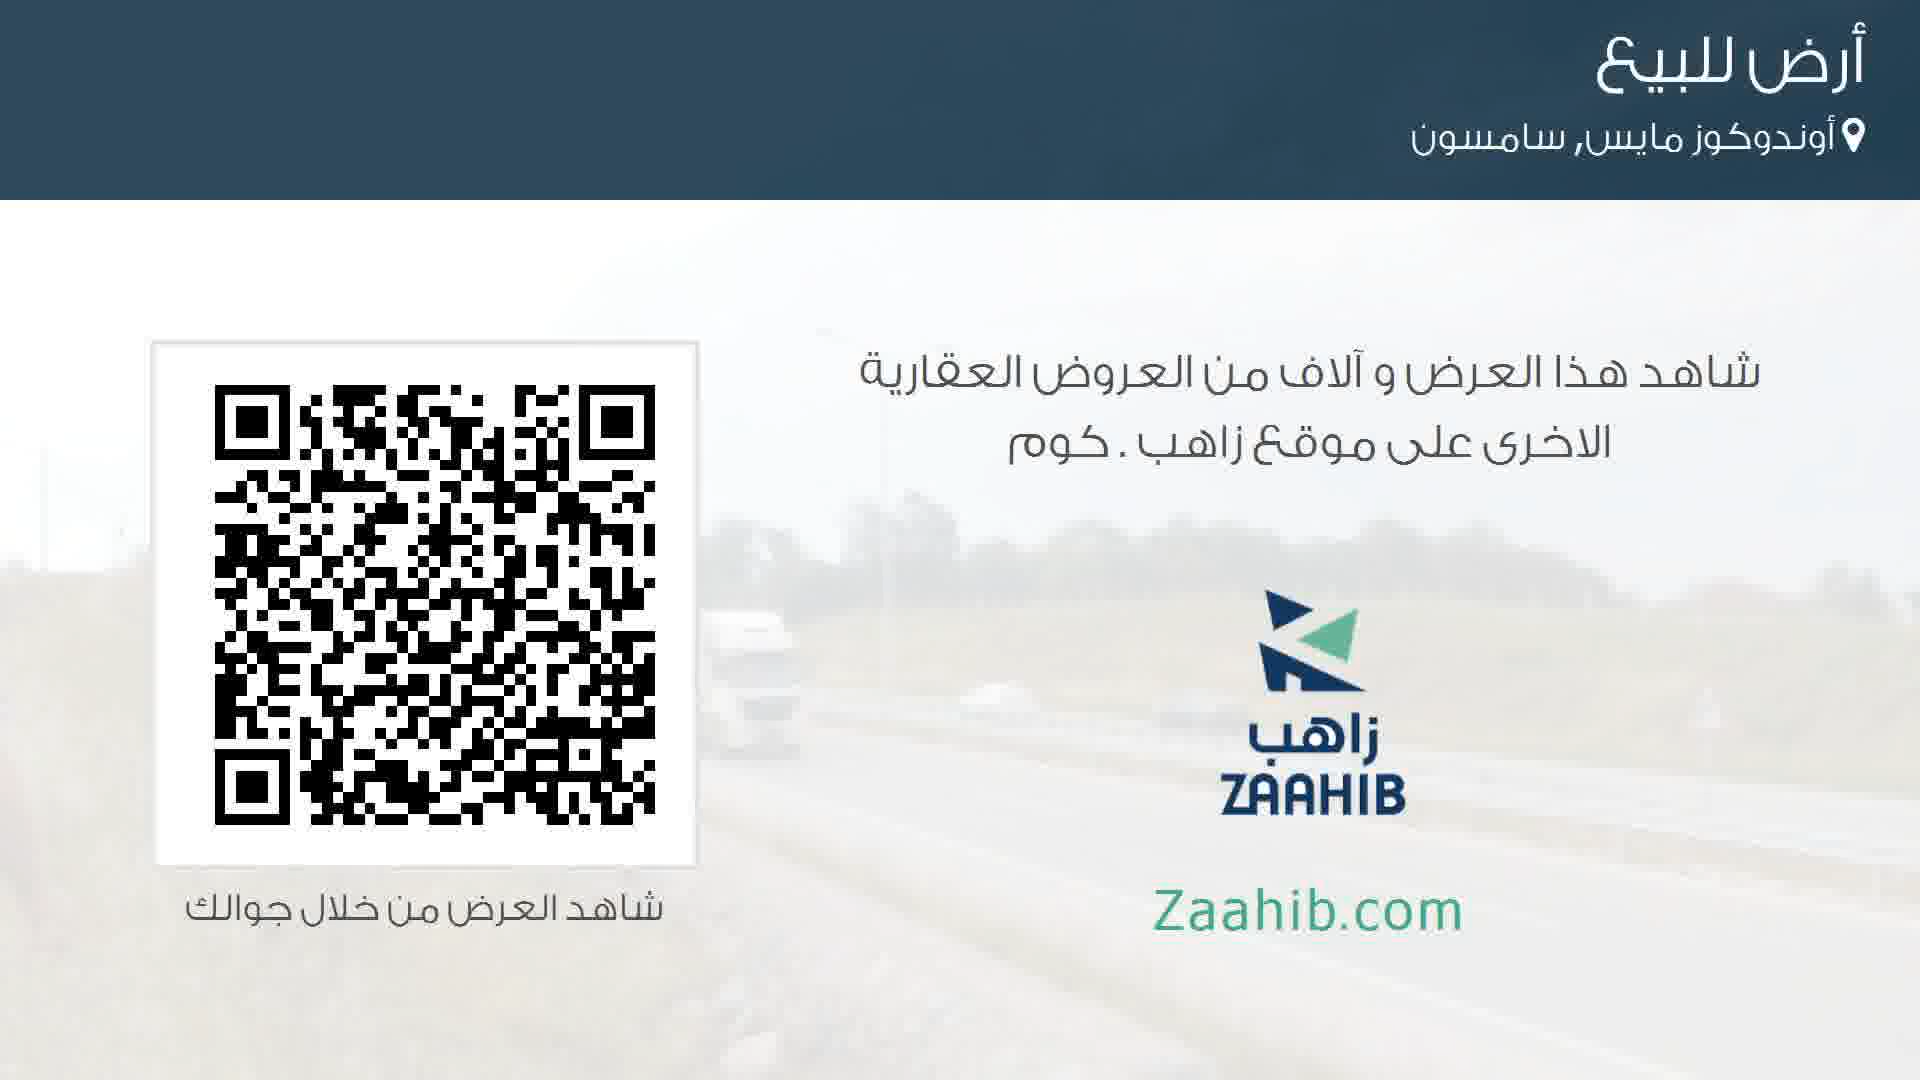 أرض للبيع
أوندوكوز مايس, سامسون
شاهد هذا العرض و آلاف من العروض العقارية
الاخرى على موقع زاهب . كوم
زاهب
ZAAHIB
Zaahib.com
شاهد العرض من خلال جوالك